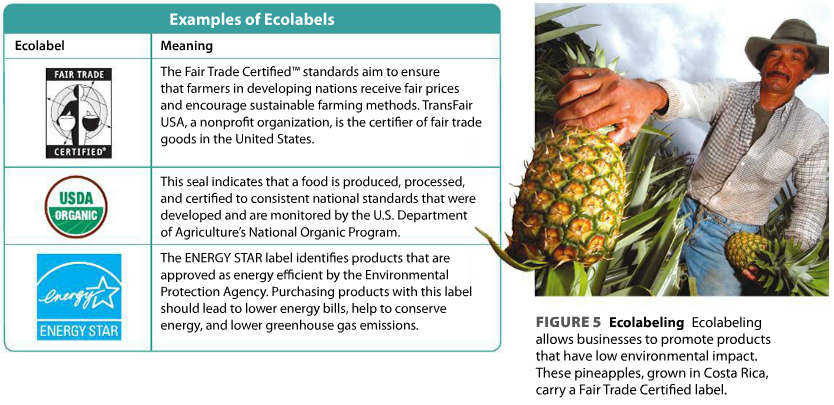 Examples of Ecolabels
Ecolabel Meaning
FAIR TRADE
CERTIFIED®
The Fair Trade Certified™ standards aim to ensure
that farmers in developing nations receive fair prices
and encourage sustainable farming methods. TransFair
USA, a nonprofit organization, is the certifier of fair trade
goods in the United States.
USDA
ORGANIC
This seal indicates that a food is produced, processed,
and certified to consistent national standards that were
developed and are monitored by the U.S. Department
of Agriculture's National Organic Program.
energy
ENERGY STAR
The ENERGY STAR label identifies products that are
approved as energy efficient by the Environmental
Protection Agency. Purchasing products with this label
should lead to lower energy bills, help to conserve
energy, and lower greenhouse gas emissions.
FIGURE 5 Ecolabeling Ecolabeling
allows businesses to promote products
that have low environmental impact.
These pineapples, grown in Costa Rica,
carry a Fair Trade Certified label.